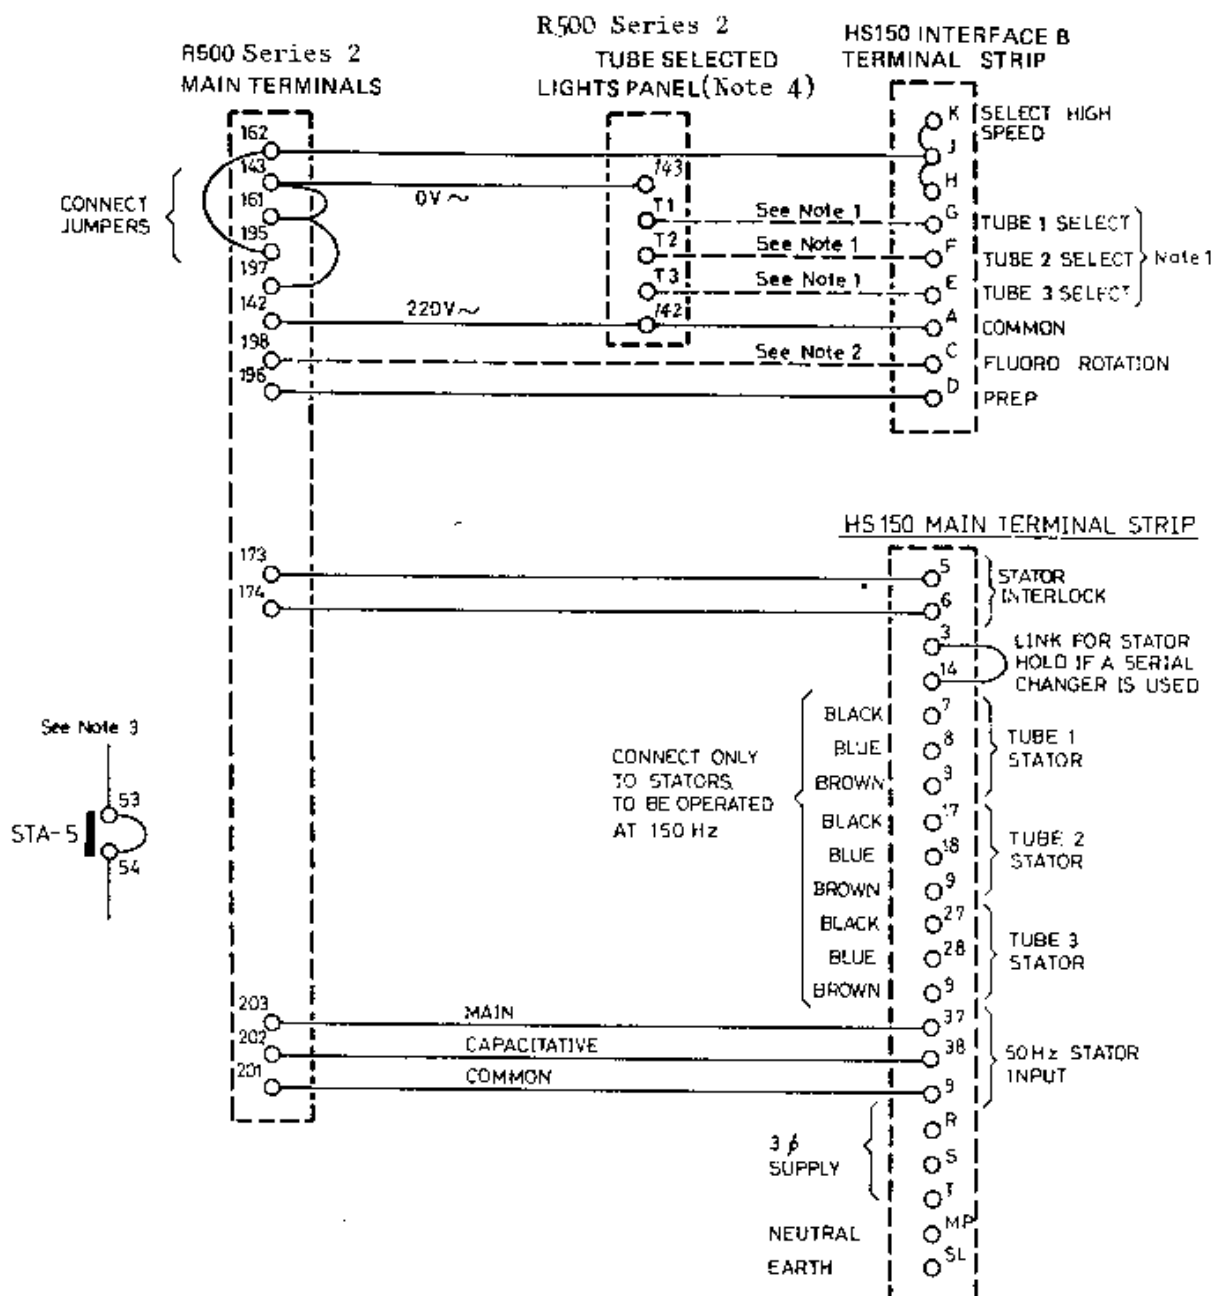 R500 Series 2
MAIN TERMINALS
R500 Series 2
TUBE SELECTED
LIGHTS PANEL(Note 4)
HS150 INTERFACE B
TERMINAL STRIP
162
143
161
195
197
142
198
196
CONNECT
JUMPERS
0V ~
220V ~
143
T1
T2
T3
142
See Note 1
See Note 1
See Note 1
See Note 2
K
J
H
G
F
E
A
C
D
SELECT HIGH
SPEED
TUBE 1 SELECT
TUBE 2 SELECT
TUBE 3 SELECT
Note 1
COMMON
FLUORO ROTATION
PREP
HS150 MAIN TERMINAL STRIP
173
174
5
6
STATOR
INTERLOCK
3
14
LINK FOR STATOR
HOLD IF A SERIAL
CHANGER IS USED
See Note 3
53
STA-5
54
CONNECT ONLY
TO STATORS
TO BE OPERATED
AT 150 Hz
BLACK 7
BLUE 8
BROWN 9
TUBE 1
STATOR
BLACK 17
BLUE 18
BROWN 9
TUBE 2
STATOR
BLACK 27
BLUE 28
BROWN 9
TUBE 3
STATOR
203 MAIN 37
202 CAPACITATIVE 38
201 COMMON 9
50Hz STATOR
INPUT
3 ϕ
SUPPLY
R
S
T
NEUTRAL MP
EARTH SL